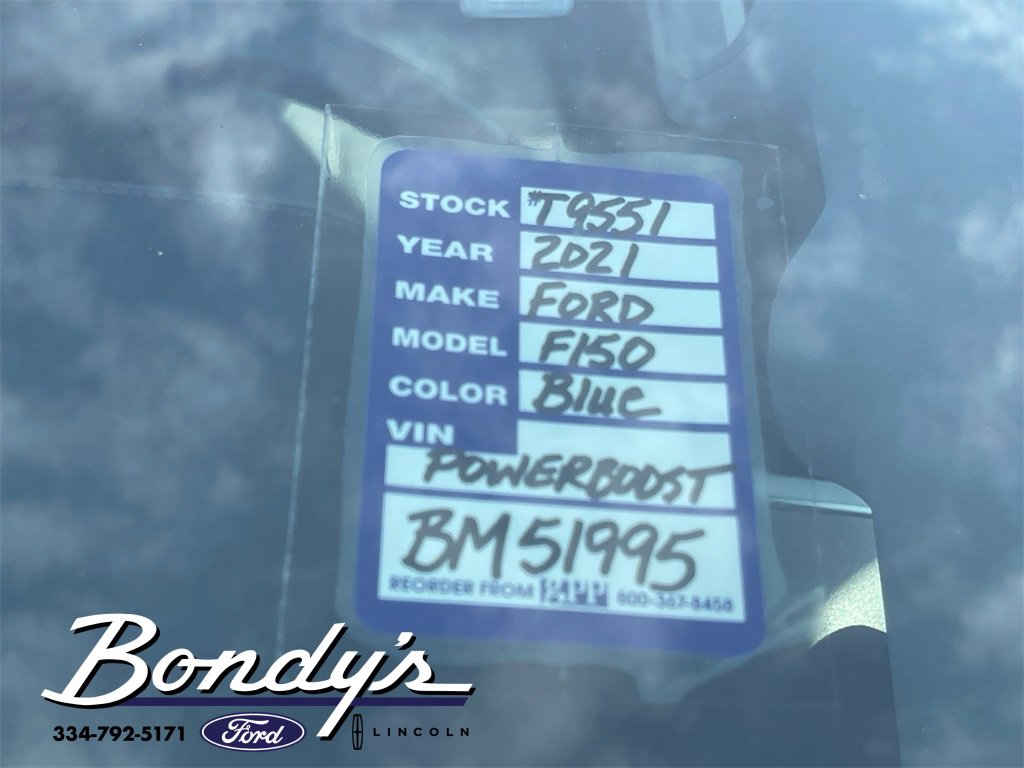 STOCK #T9551
YEAR 2021
MAKE FORD
MODEL F150
COLOR Blue
VIN
POWERBOOST
BM51995
REORDER FROM 600-367-8458
Bondy's
334-792-5171 Ford LINCOLN